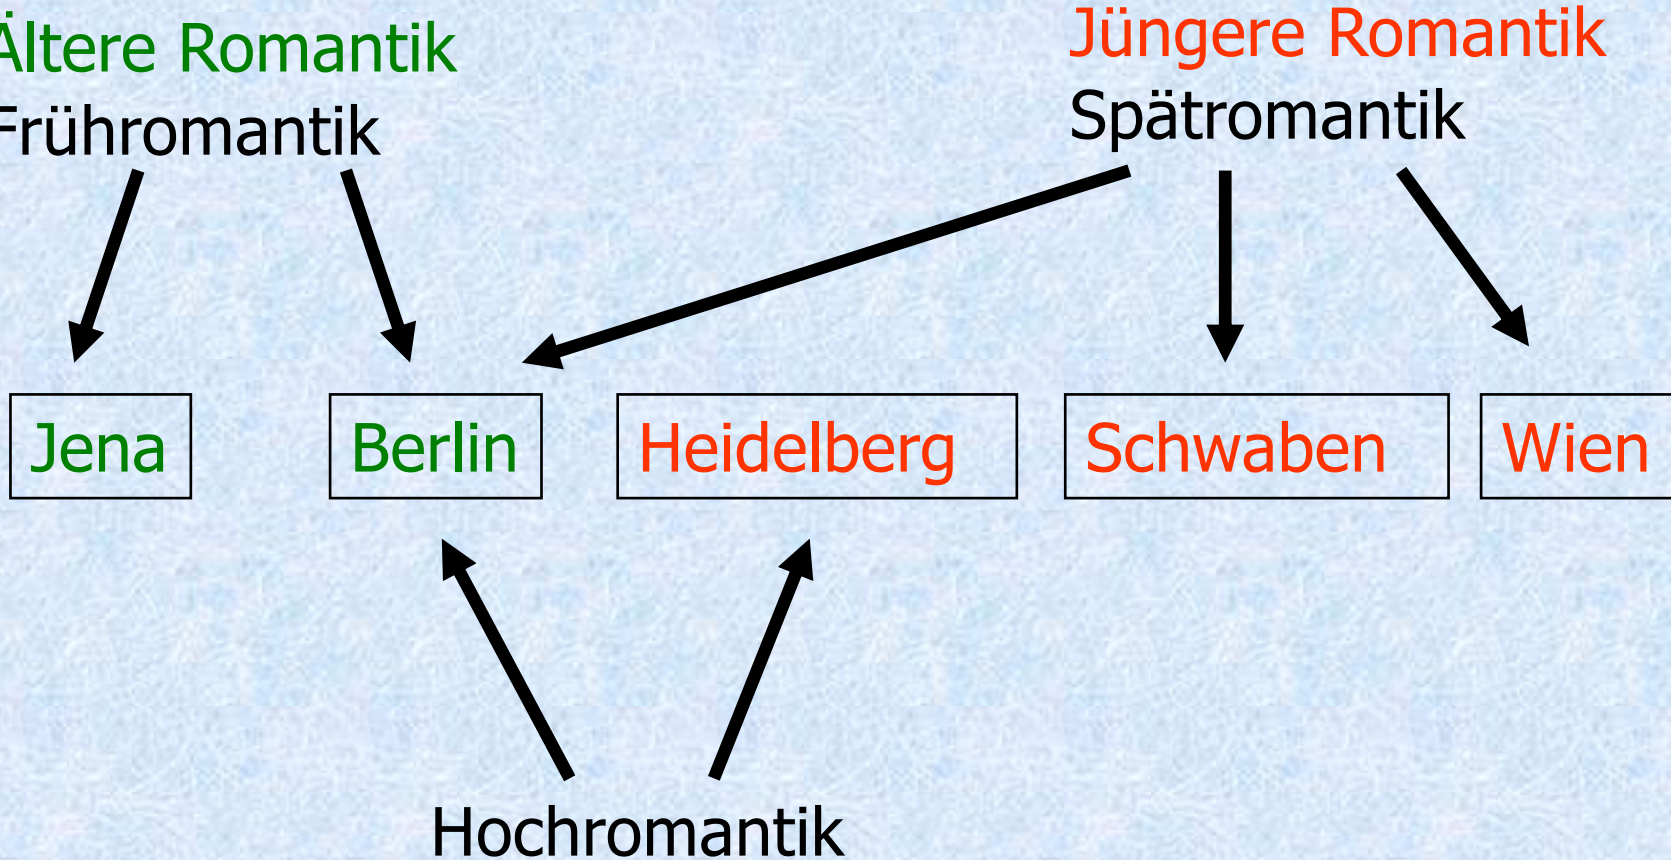 Ältere Romantik
Frühromantik
Jüngere Romantik
Spätromantik
Jena
Berlin
Heidelberg
Schwaben
Wien
Hochromantik